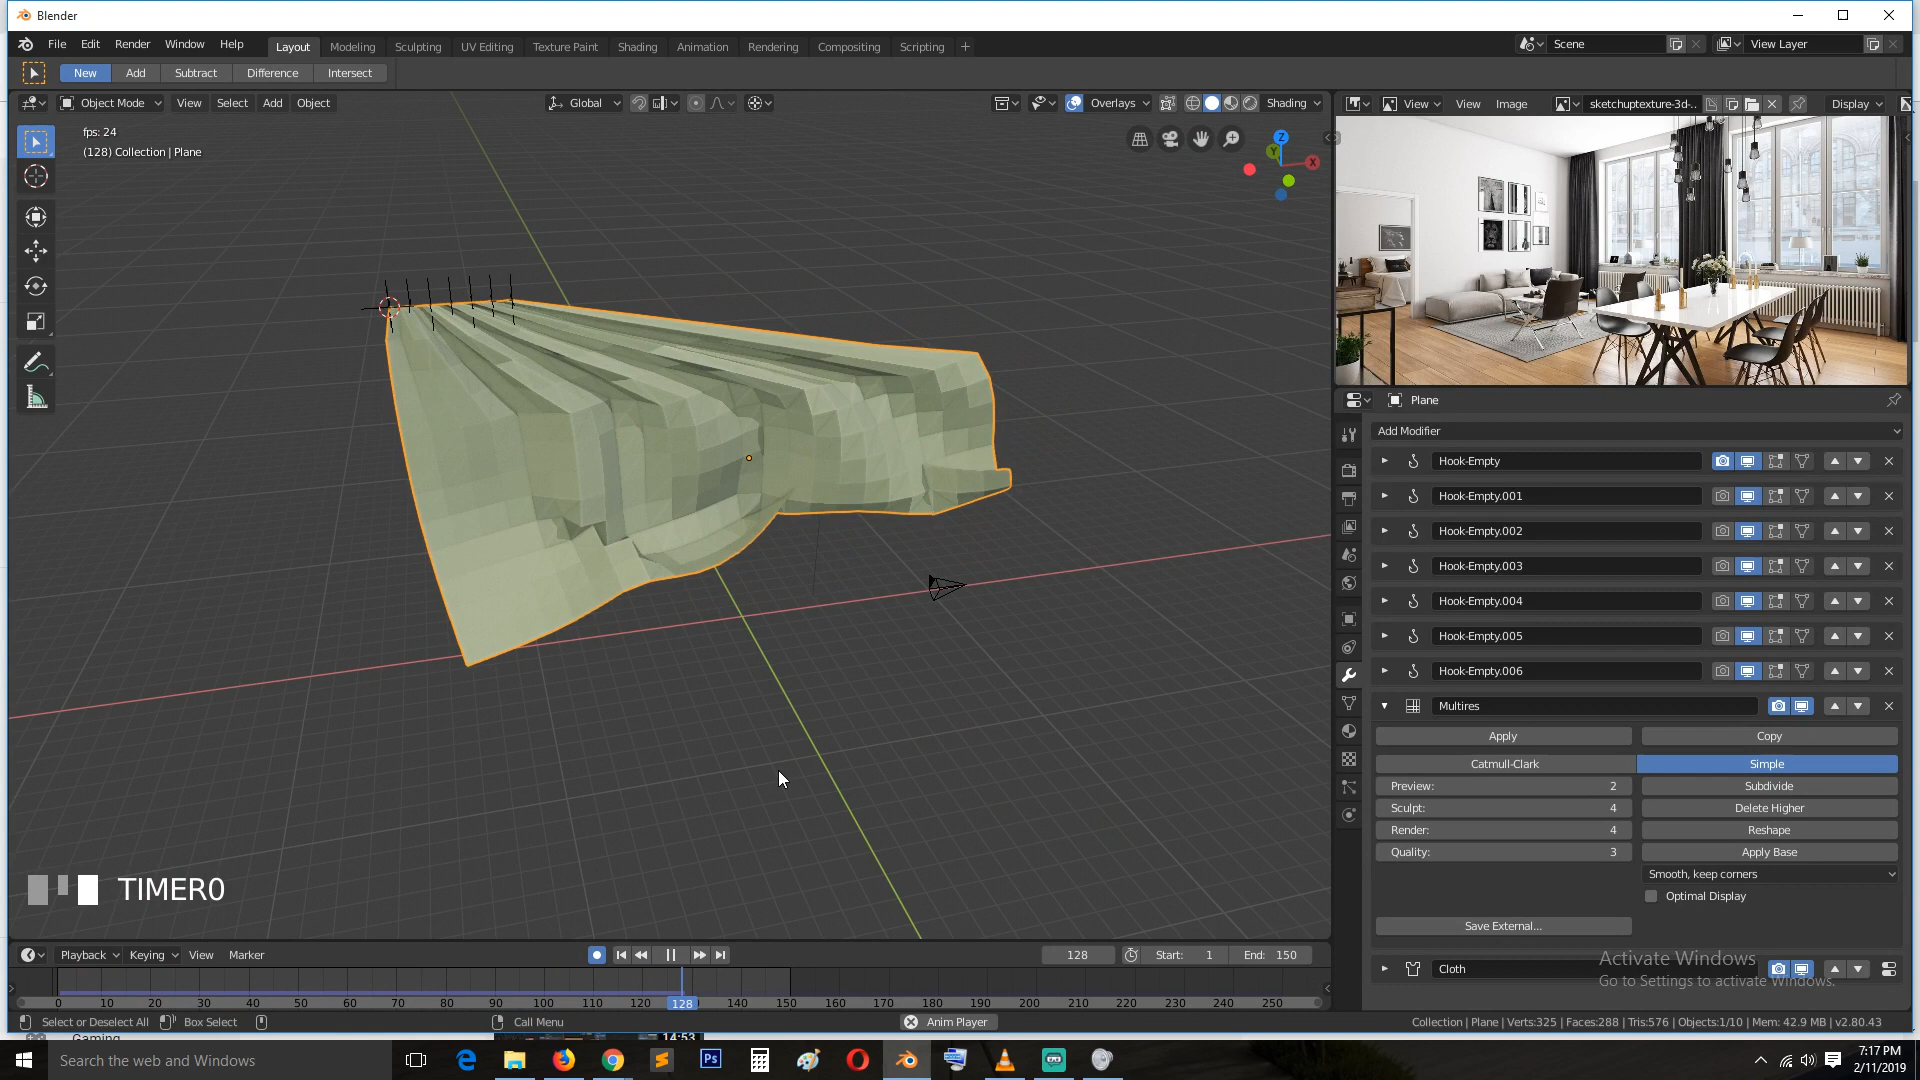 Blender
File Edit Render Window Help Layout Modeling Sculpting UV Editing Texture Paint Shading Animation Rendering Compositing Scripting + Scene View Layer
New Add Subtract Difference Intersect
Object Mode View Select Add Object Global Overlays Shading View View Image sketchuptexture-3d-.. Display
fps: 24
(128) Collection | Plane
Z
Y
X
Plane
Add Modifier
Hook-Empty
Hook-Empty.001
Hook-Empty.002
Hook-Empty.003
Hook-Empty.004
Hook-Empty.005
Hook-Empty.006
Multires
Apply Copy
Catmull-Clark Simple
Preview: 2 Subdivide
Sculpt: 4 Delete Higher
Render: 4 Reshape
Quality: 3 Apply Base
Smooth, keep corners
Optimal Display
Save External...
TIMER0
Cloth
Activate Windows
Go to Settings to activate Windows.
Playback Keying View Marker 128 Start: 1 End: 150
0 10 20 30 40 50 60 70 80 90 100 110 120 128 140 150 160 170 180 190 200 210 220 230 240 250
Select or Deselect All Box Select Call Menu Anim Player Collection | Plane | Verts:325 | Faces:288 | Tris:576 | Objects:1/10 | Mem: 42.9 MB | v2.80.43
Gaming 14:53
Search the web and Windows
Ps
7:17 PM
2/11/2019